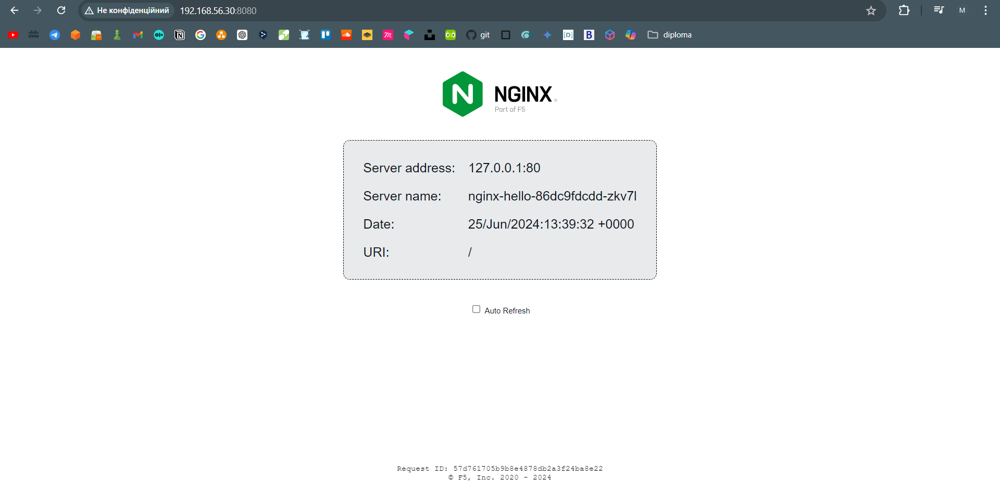 Не конфіденційний 192.168.56.30:8080
M
git
diploma
NGINX
Part of F5
Server address: 127.0.0.1:80
Server name: nginx-hello-86dc9fdcdd-zkv7l
Date: 25/Jun/2024:13:39:32 +0000
URI: /
Auto Refresh
Request ID: 57d761705b9b8e4878db2a3f24ba8e22
© F5, Inc. 2020 - 2024